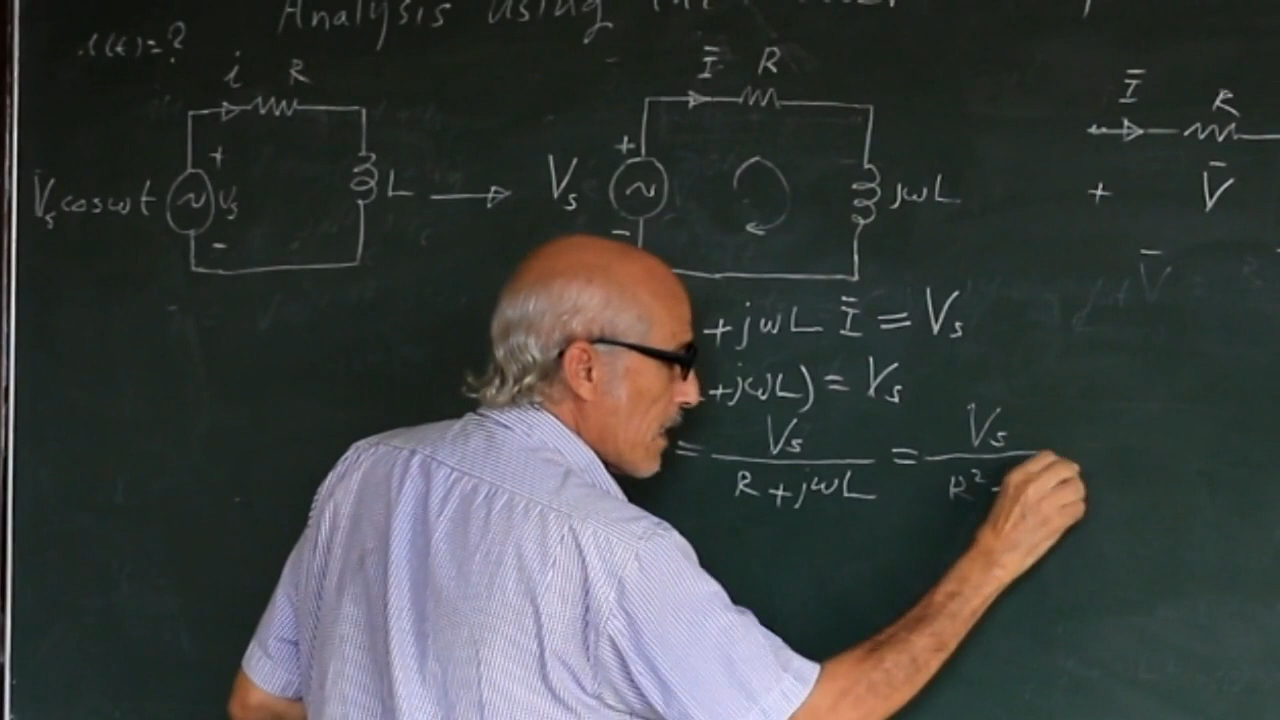 Analysis using the
i(t)=?
i R
V_s cos ωt + v_s - L
Ī R
V_s + - jωL
Ī R
+ V̄
V̄
+jωL Ī = V_s
+jωL) = V_s
= V_s / (R + jωL) = V_s / R²